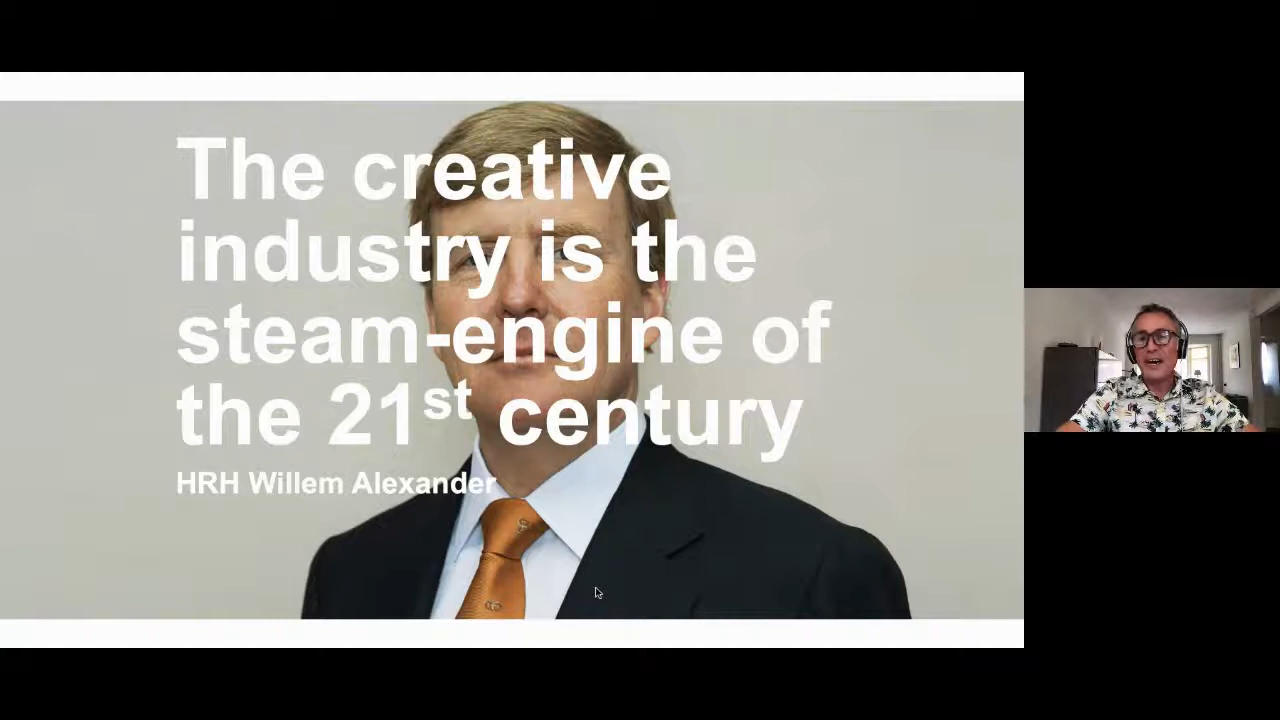 The creative
industry is the
steam-engine of
the 21st century
HRH Willem Alexander